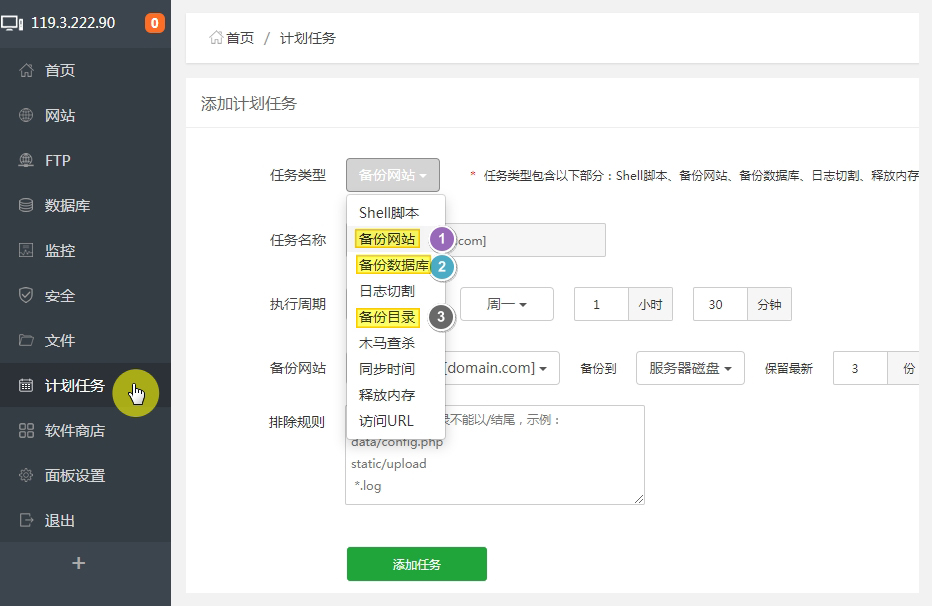 119.3.222.90 0
首页
网站
FTP
数据库
监控
安全
文件
计划任务
软件商店
面板设置
退出
+
首页 / 计划任务
添加计划任务
任务类型 备份网站 * 任务类型包含以下部分：Shell脚本、备份网站、备份数据库、日志切割、释放内存
Shell脚本
备份网站 1
备份数据库 2
日志切割
备份目录 3
木马查杀
同步时间
释放内存
访问URL
任务名称 com]
执行周期 周一 1 小时 30 分钟
备份网站 [domain.com] 备份到 服务器磁盘 保留最新 3 份
排除规则 不能以/结尾，示例：
data/config.php
static/upload
*.log
添加任务